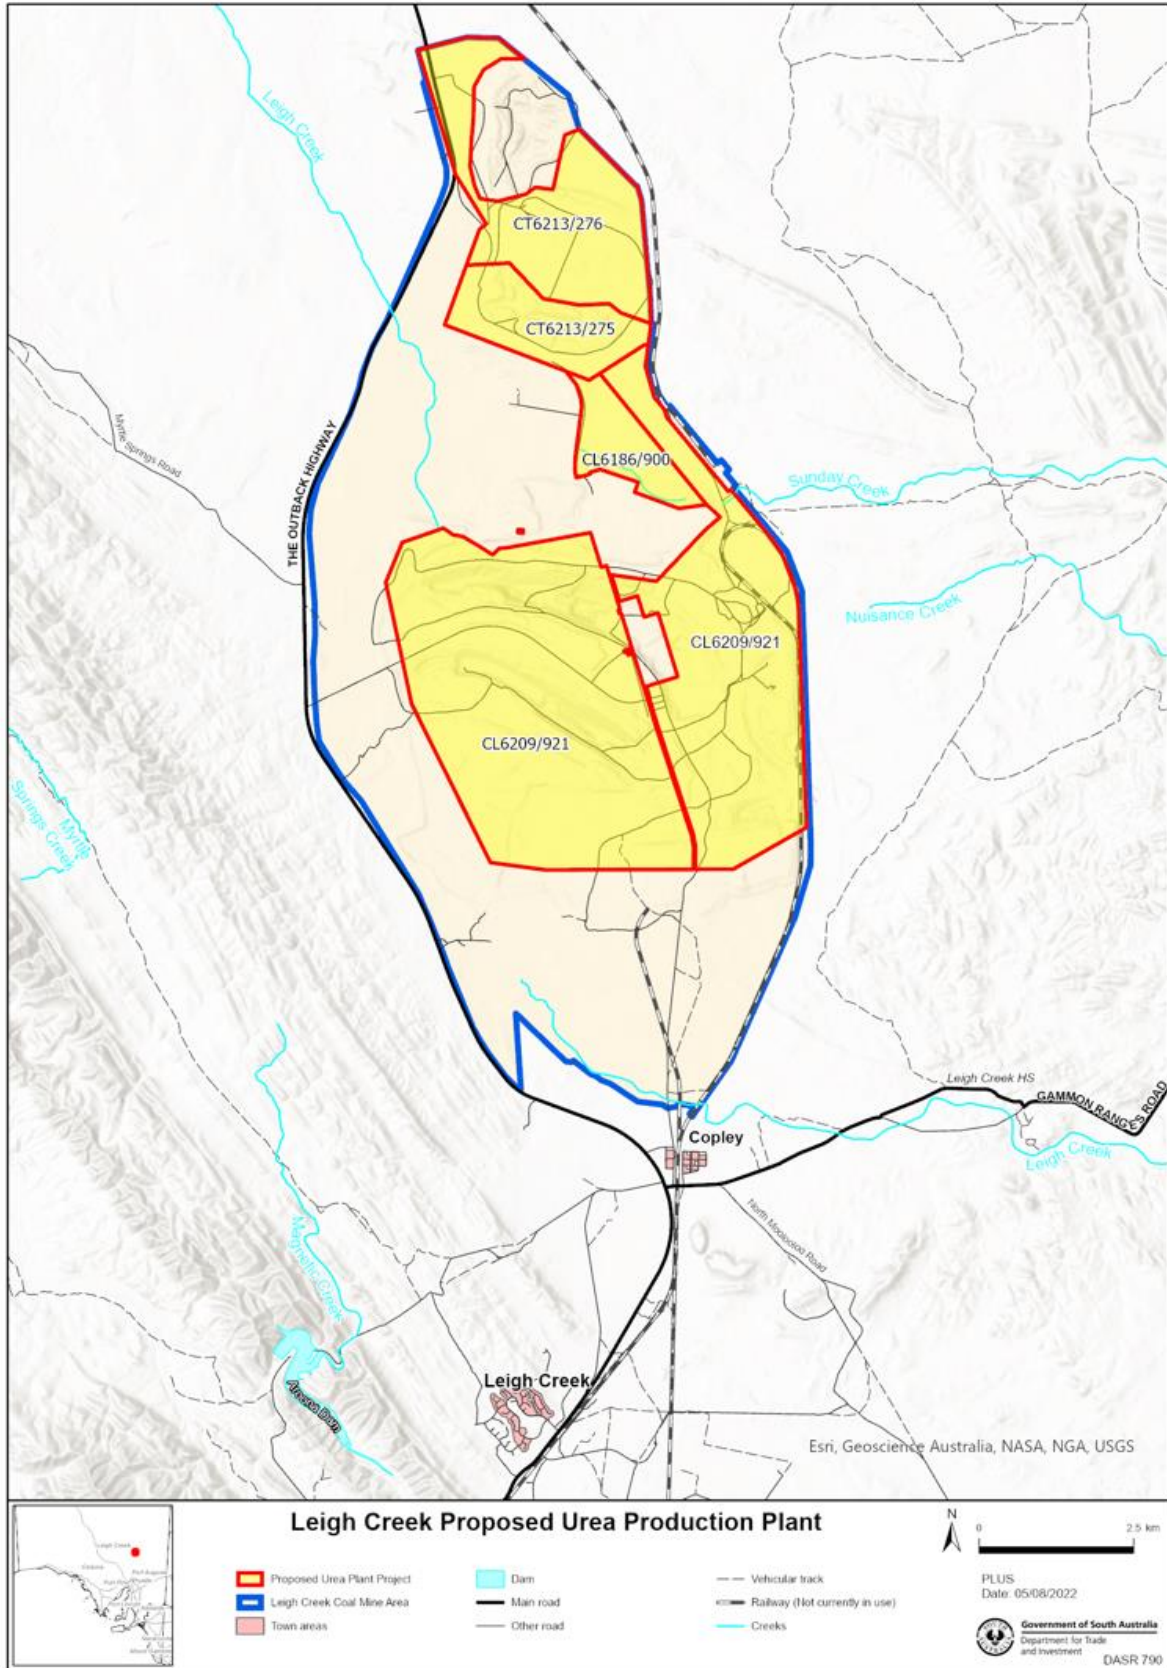 Leigh Creek
CT6213/276
CT6213/275
Myrtle Springs Road
THE OUTBACK HIGHWAY
CL6186/900
Sunday Creek
Nuisance Creek
CL6209/921
CL6209/921
Myrtle
Springs Creek
Leigh Creek HS
GAMMON RANGES ROAD
Copley
Leigh Creek
North Moolooloo Road
Magnetic Creek
Leigh Creek
Aroona Dam
Esri, Geoscience Australia, NASA, NGA, USGS
Leigh Creek Proposed Urea Production Plant
N
0 2.5 km
Leigh Creek
Port Augusta
Proposed Urea Plant Project
Leigh Creek Coal Mine Area
Town areas
Dam
Main road
Other road
Vehicular track
Railway (Not currently in use)
Creeks
PLUS
Date: 05/08/2022
Government of South Australia
Department for Trade
and Investment
DASR 790